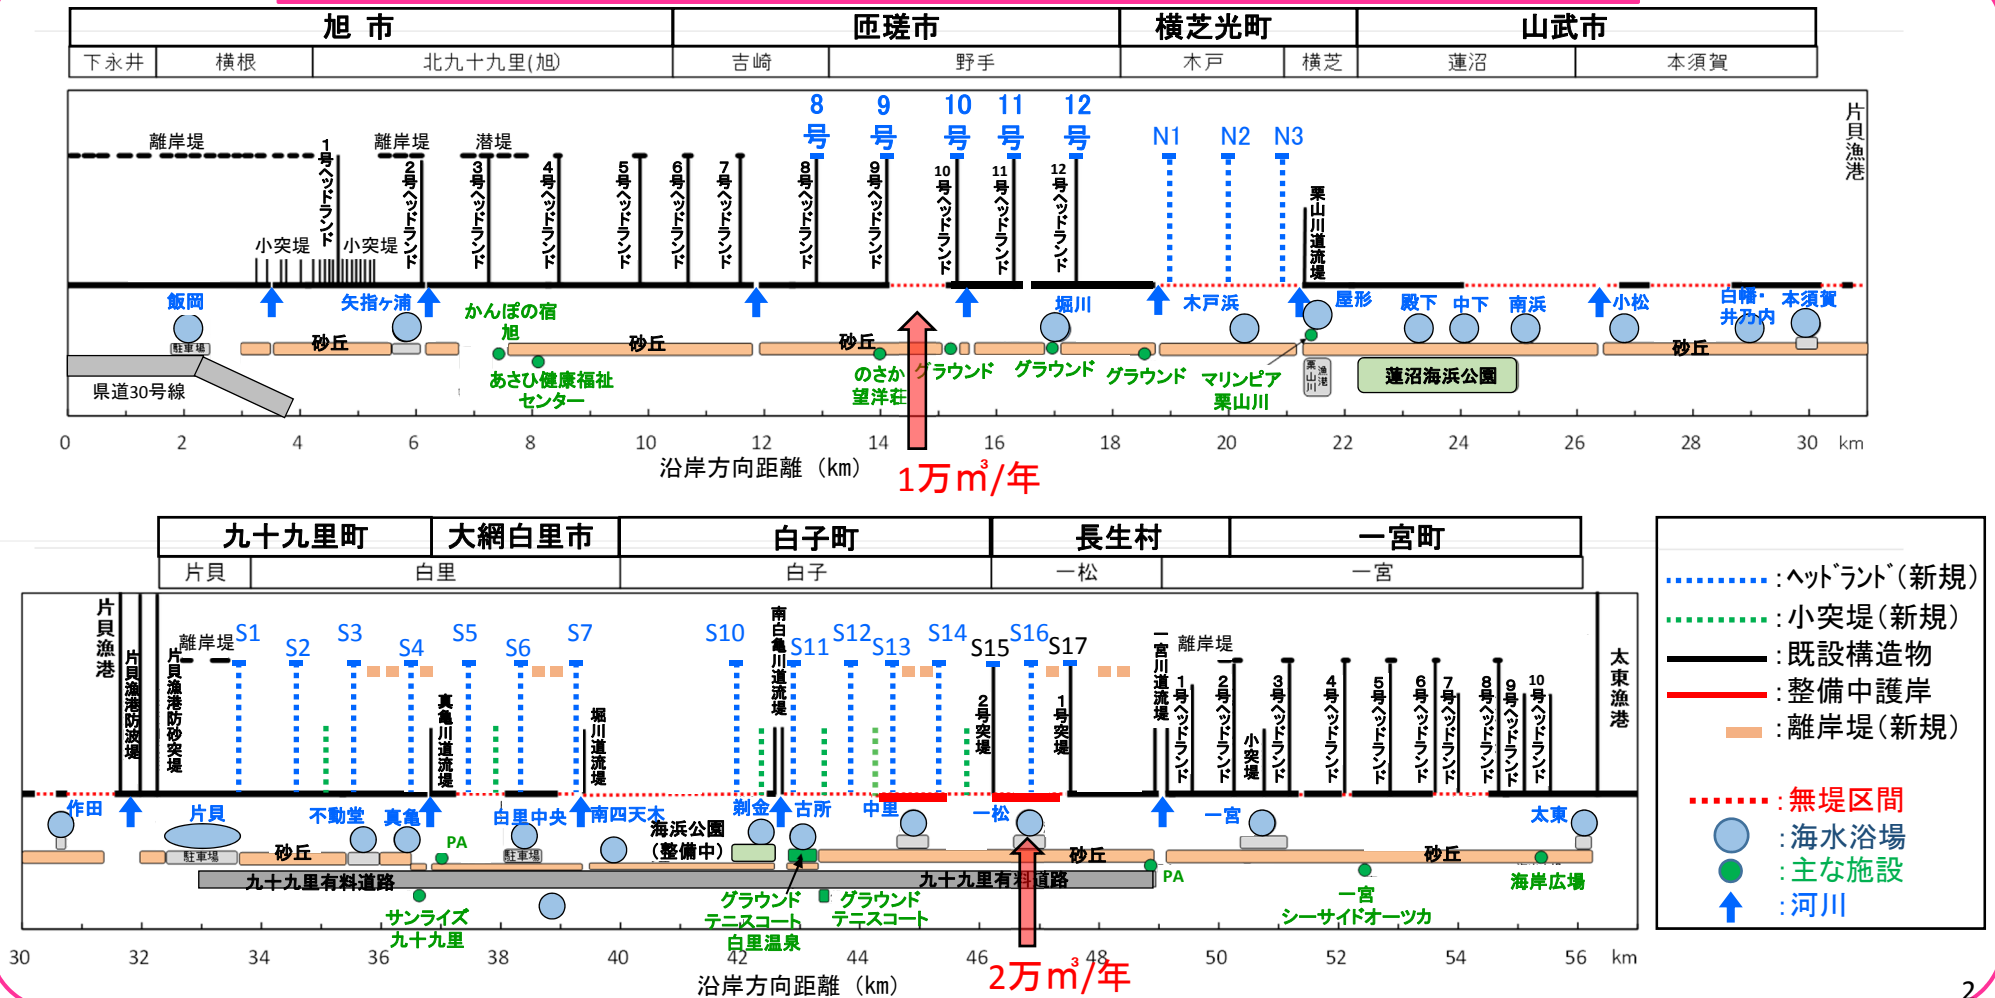 旭 市
匝瑳市
横芝光町
山武市
下永井
横根
北九十九里(旭)
吉崎
野手
木戸
横芝
蓮沼
本須賀
離岸堤
離岸堤
潜堤
8号
9号
10号
11号
12号
N1
N2
N3
片貝漁港
1号ヘッドランド
2号ヘッドランド
3号ヘッドランド
4号ヘッドランド
5号ヘッドランド
6号ヘッドランド
7号ヘッドランド
8号ヘッドランド
9号ヘッドランド
10号ヘッドランド
11号ヘッドランド
12号ヘッドランド
栗山川導流堤
小突堤
小突堤
飯岡
矢指ヶ浦
堀川
木戸浜
屋形
殿下
中下
南浜
小松
白幡・
井乃内
本須賀
かんぽの宿
旭
駐車場
砂丘
砂丘
砂丘
砂丘
県道30号線
あさひ健康福祉
センター
のさか
望洋荘
グラウンド
グラウンド
グラウンド
マリンピア
栗山川
栗山川
漁港
蓮沼海浜公園
0 2 4 6 8 10 12 14 16 18 20 22 24 26 28 30 km
沿岸方向距離 (km)
1万㎥/年
九十九里町
大網白里市
白子町
長生村
一宮町
片貝
白里
白子
一松
一宮
片貝漁港
片貝漁港防波堤
片貝漁港防砂突堤
離岸堤
S1
S2
S3
S4
S5
S6
S7
S10
南白亀川導流堤
S11
S12
S13
S14
S15
S16
S17
真亀川導流堤
堀川導流堤
2号突堤
1号突堤
一宮川導流堤
離岸堤
1号ヘッドランド
2号ヘッドランド
小突堤
3号ヘッドランド
4号ヘッドランド
5号ヘッドランド
6号ヘッドランド
7号ヘッドランド
8号ヘッドランド
9号ヘッドランド
10号ヘッドランド
太東漁港
作田
片貝
不動堂
真亀
白里中央
南四天木
剃金
古所
中里
一松
一宮
太東
駐車場
砂丘
PA
駐車場
海浜公園
(整備中)
砂丘
PA
砂丘
九十九里有料道路
九十九里有料道路
サンライズ
九十九里
グラウンド
テニスコート
白里温泉
グラウンド
テニスコート
一宮
シーサイドオーツカ
海岸広場
30 32 34 36 38 40 42 44 46 48 50 52 54 56 km
沿岸方向距離 (km)
2万㎥/年
:ヘッドランド(新規)
:小突堤(新規)
:既設構造物
:整備中護岸
:離岸堤(新規)
:無堤区間
:海水浴場
:主な施設
:河川
2